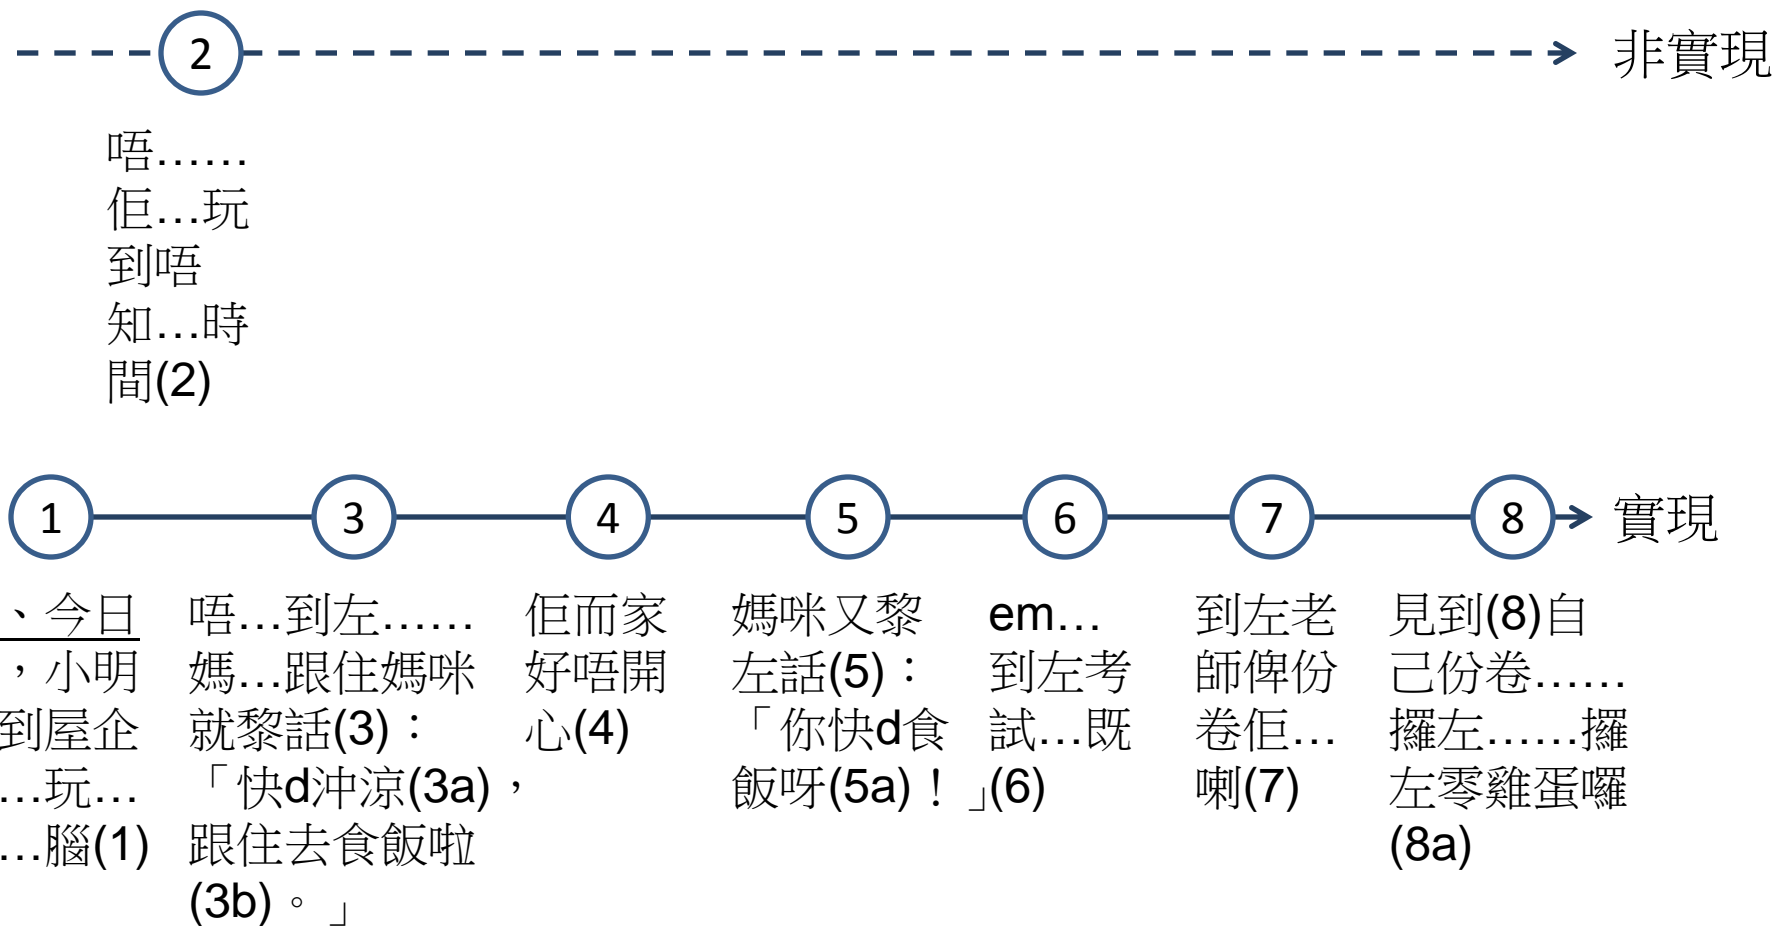 2
非實現
唔……
佢…玩
到唔
知…時
間(2)
1
3
4
5
6
7
8
實現
、今日
，小明
到屋企
…玩…
…腦(1)
唔…到左……
媽…跟住媽咪
就黎話(3)：
「快d沖涼(3a)，
跟住去食飯啦
(3b)。」
佢而家
好唔開
心(4)
媽咪又黎
左話(5)：
「你快d食
飯呀(5a)！」
em…
到左考
試…既
(6)
到左老
師俾份
卷佢…
喇(7)
見到(8)自
己份卷……
攞左……攞
左零雞蛋囉
(8a)